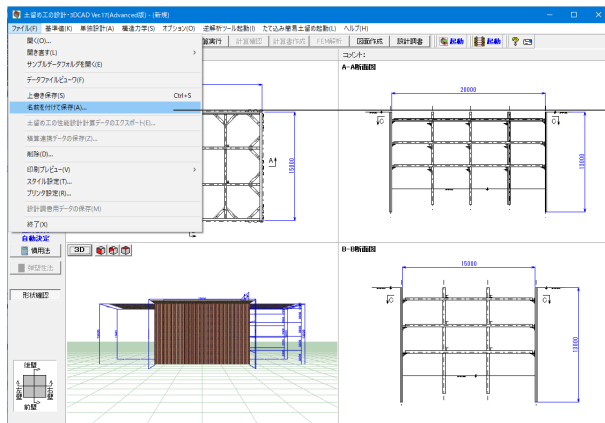 土留め工の設計・3DCAD Ver.17(Advanced版) - (新規)
ファイル(F) 基準値(K) 単独設計(A) 構造力学(S) オプション(O) 逆解析ツール起動(I) たて込み簡易土留め起動(L) ヘルプ(H)
算実行 計算確認 計算書作成 FEM解析 図面作成 設計調書 起動 起動
開く(O)...
開き直す(L)
サンプルデータフォルダを開く(E)
データファイルビュー(F)
上書き保存(S) Ctrl+S
名前を付けて保存(A)...
土留め工の性能設計計算データのエクスポート(E)...
積算連携データの保存(Z)...
削除(D)...
印刷プレビュー(V)
スタイル設定(T)...
プリンタ設定(R)...
設計調書用データの保存(M)
終了(X)
コメント:
A-A断面図
20000
13000
C
C
A
15000
自動決定
慣用法
弾塑性法
形状確認
後壁
左壁
右壁
前壁
3D
B-B断面図
15000
13000
C
C